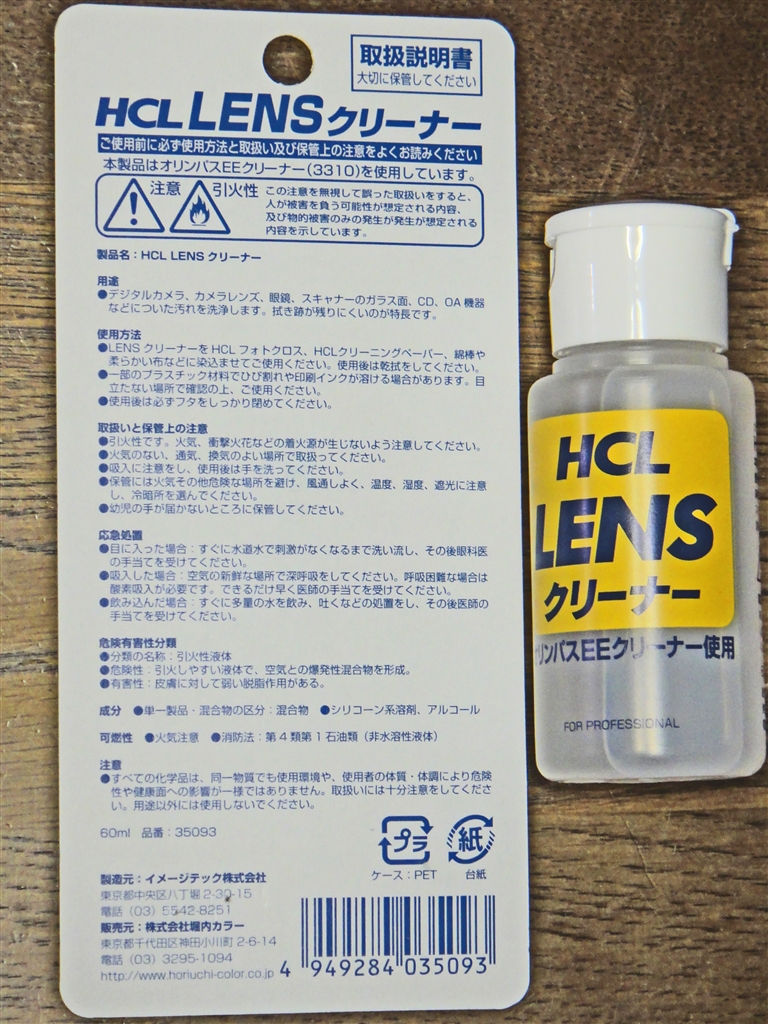 取扱説明書
大切に保管してください
HCL LENSクリーナー
ご使用前に必ず使用方法と取扱い及び保管上の注意をよくお読みください
本製品はオリンパスEEクリーナー(3310)を使用しています。
注意
引火性
この注意を無視して誤った取扱いをすると、
人が被害を負う可能性が想定される内容、
及び物的被害のみの発生が発生が想定される
内容を示しています。
製品名：HCL LENS クリーナー
用途
●デジタルカメラ、カメラレンズ、眼鏡、スキャナーのガラス面、CD、OA 機器
などについた汚れを洗浄します。拭き跡が残りにくいのが特長です。
使用方法
●LENS クリーナーを HCL フォトクロス、HCLクリーニングペーパー、綿棒や
柔らかい布などに染込ませてご使用ください。使用後は乾拭をしてください。
●一部のプラスチック材料でひび割れや印刷インクが溶ける場合があります。目
立たない場所で確認の上、ご使用ください。
●使用後は必ずフタをしっかり閉めてください。
取扱いと保管上の注意
●引火性です。火気、衝撃火花などの着火源が生じないよう注意してください。
●火気のない、通気、換気のよい場所で取扱ってください。
●吸入に注意をし、使用後は手を洗ってください。
●保管には火気その他危険な場所を避け、風通しよく、温度、湿度、遮光に注意
し、冷暗所を選んでください。
●幼児の手が届かないところに保管してください。
応急処置
●目に入った場合：すぐに水道水で刺激がなくなるまで洗い流し、その後眼科医
の手当てを受けてください。
●吸入した場合：空気の新鮮な場所で深呼吸をしてください。呼吸困難な場合は
酸素吸入が必要です。できるだけ早く医師の手当てを受けてください。
●飲み込んだ場合：すぐに多量の水を飲み、吐くなどの処置をし、その後医師の
手当てを受けてください。
危険有害性分類
●分類の名称：引火性液体
●危険性：引火しやすい液体で、空気との爆発性混合物を形成。
●有害性：皮膚に対して弱い脱脂作用がある。
成分 ●単一製品・混合物の区分：混合物 ●シリコーン系溶剤、アルコール
可燃性 ●火気注意 ●消防法：第４類第１石油類（非水溶性液体）
注意
●すべての化学品は、同一物質でも使用環境や、使用者の体質・体調により危険
性や健康面への影響が一様ではありません。取扱いには十分注意をしてくださ
い。用途以外には使用しないでください。
60ml 品番：35093
プラ
紙
ケース：PET
台紙
製造元：イメージテック株式会社
東京都中央区八丁堀 2-30-15
電話 (03) 5542-8251
販売元：株式会社堀内カラー
東京都千代田区神田小川町 2-6-14
電話 (03) 3295-1094
http://www.horiuchi-color.co.jp
4 949284 035093
HCL
LENS
クリーナー
オリンパスEEクリーナー使用
FOR PROFESSIONAL